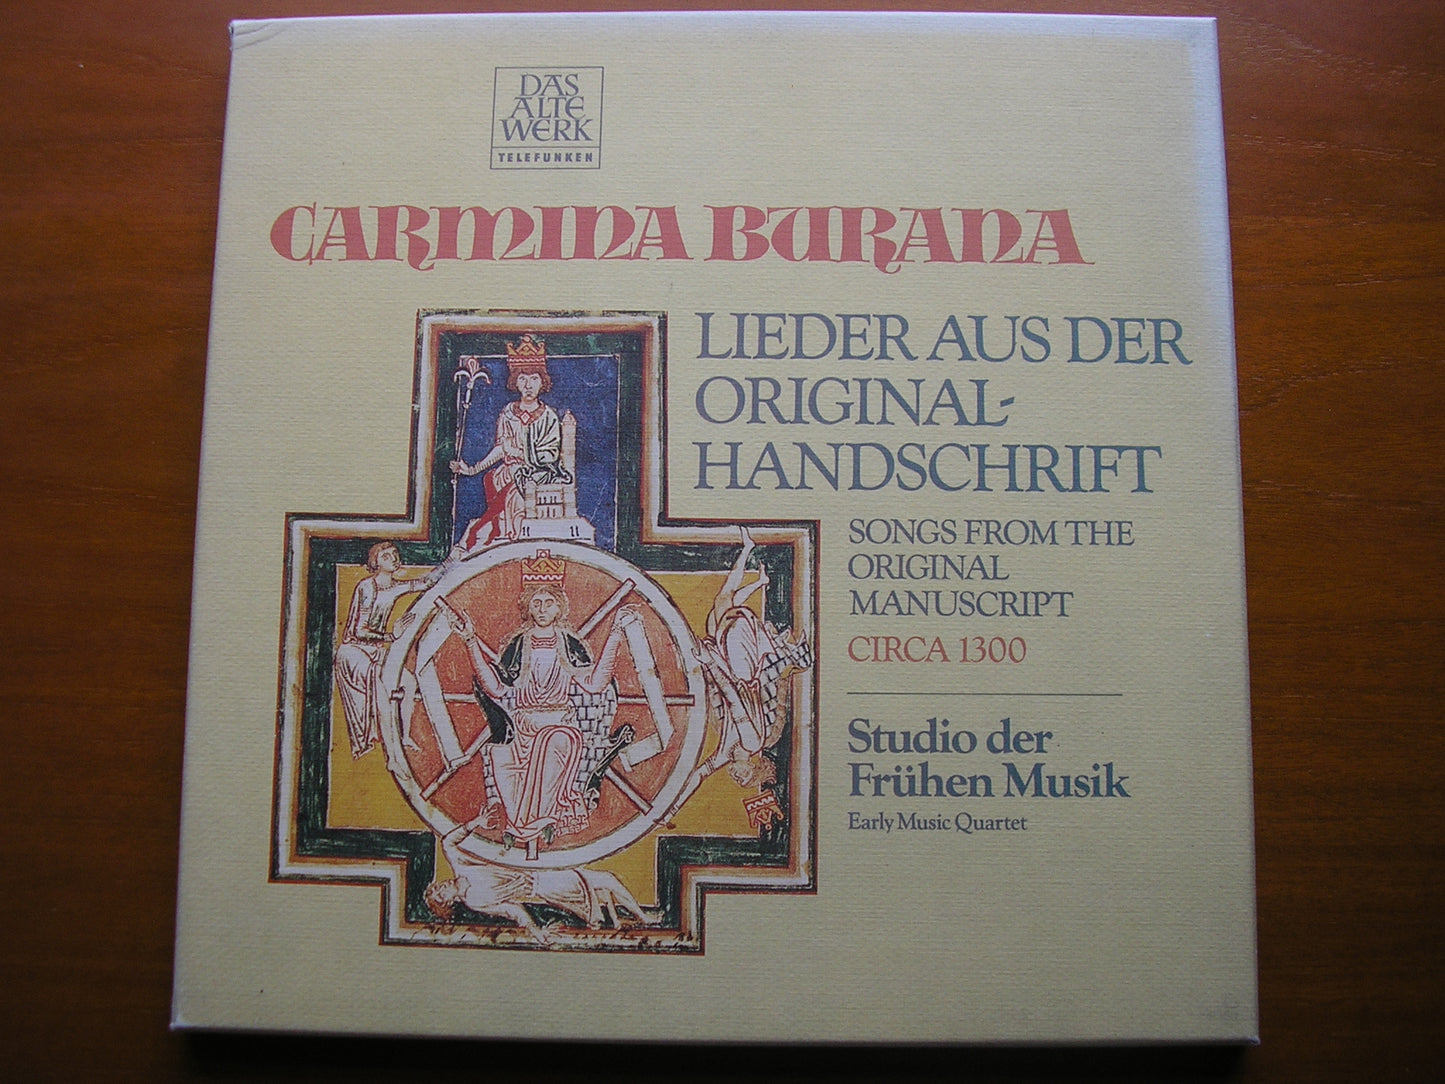 DAS
ALTE
WERK
TELEFUNKEN
CARMINA BURANA
LIEDER AUS DER
ORIGINAL-
HANDSCHRIFT
SONGS FROM THE
ORIGINAL
MANUSCRIPT
CIRCA 1300
Studio der
Frühen Musik
Early Music Quartet